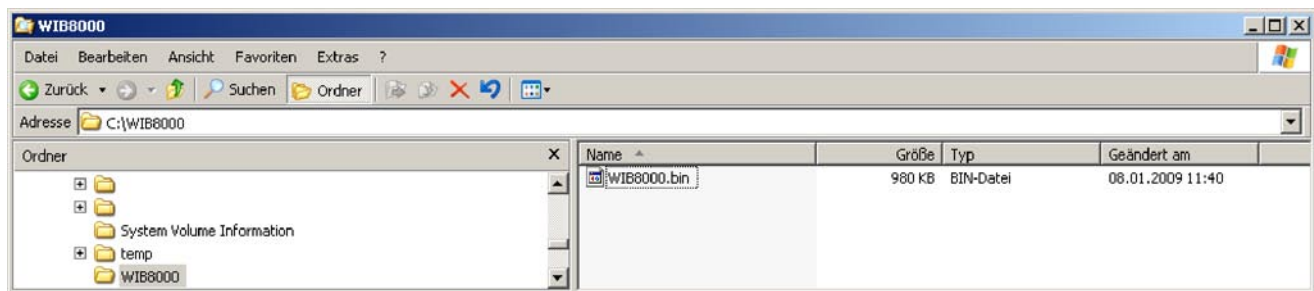 WIB8000
Datei Bearbeiten Ansicht Favoriten Extras ?
Zurück Suchen Ordner
Adresse C:\WIB8000
Ordner x Name Größe Typ Geändert am
WIB8000.bin 980 KB BIN-Datei 08.01.2009 11:40
System Volume Information
temp
WIB8000